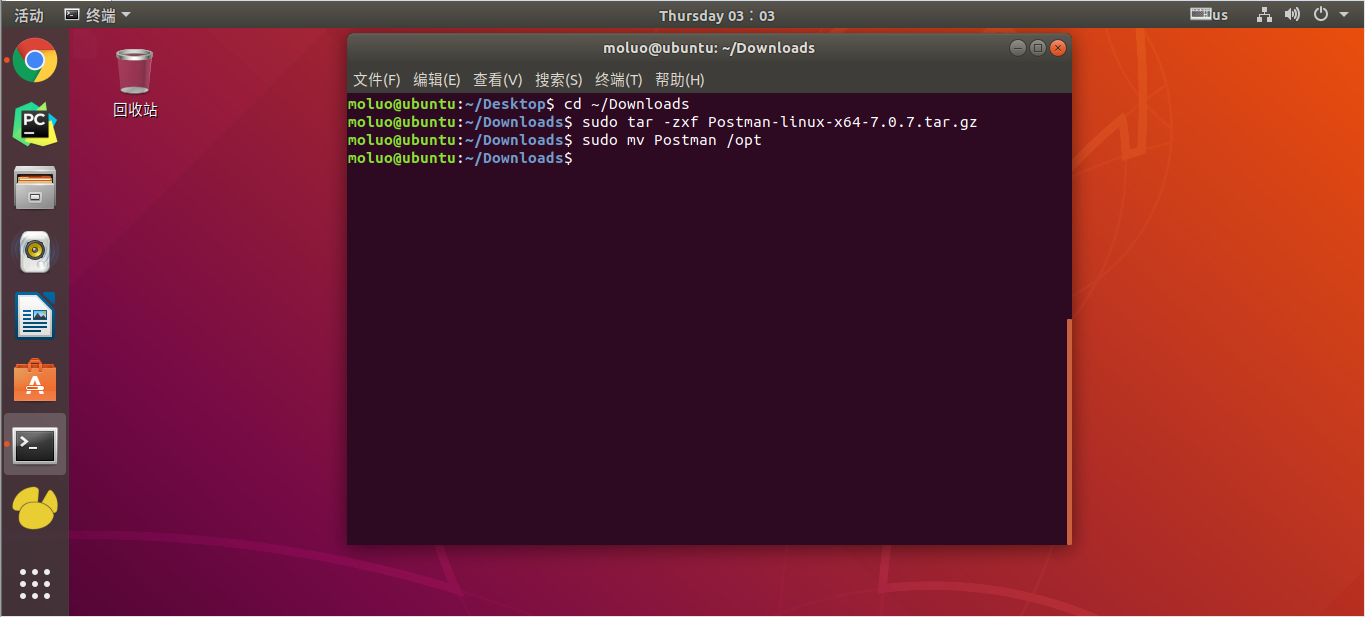 活动 终端 Thursday 03：03 us
回收站
moluo@ubuntu: ~/Downloads
文件(F) 编辑(E) 查看(V) 搜索(S) 终端(T) 帮助(H)
moluo@ubuntu:~/Desktop$ cd ~/Downloads
moluo@ubuntu:~/Downloads$ sudo tar -zxf Postman-linux-x64-7.0.7.tar.gz
moluo@ubuntu:~/Downloads$ sudo mv Postman /opt
moluo@ubuntu:~/Downloads$
PC